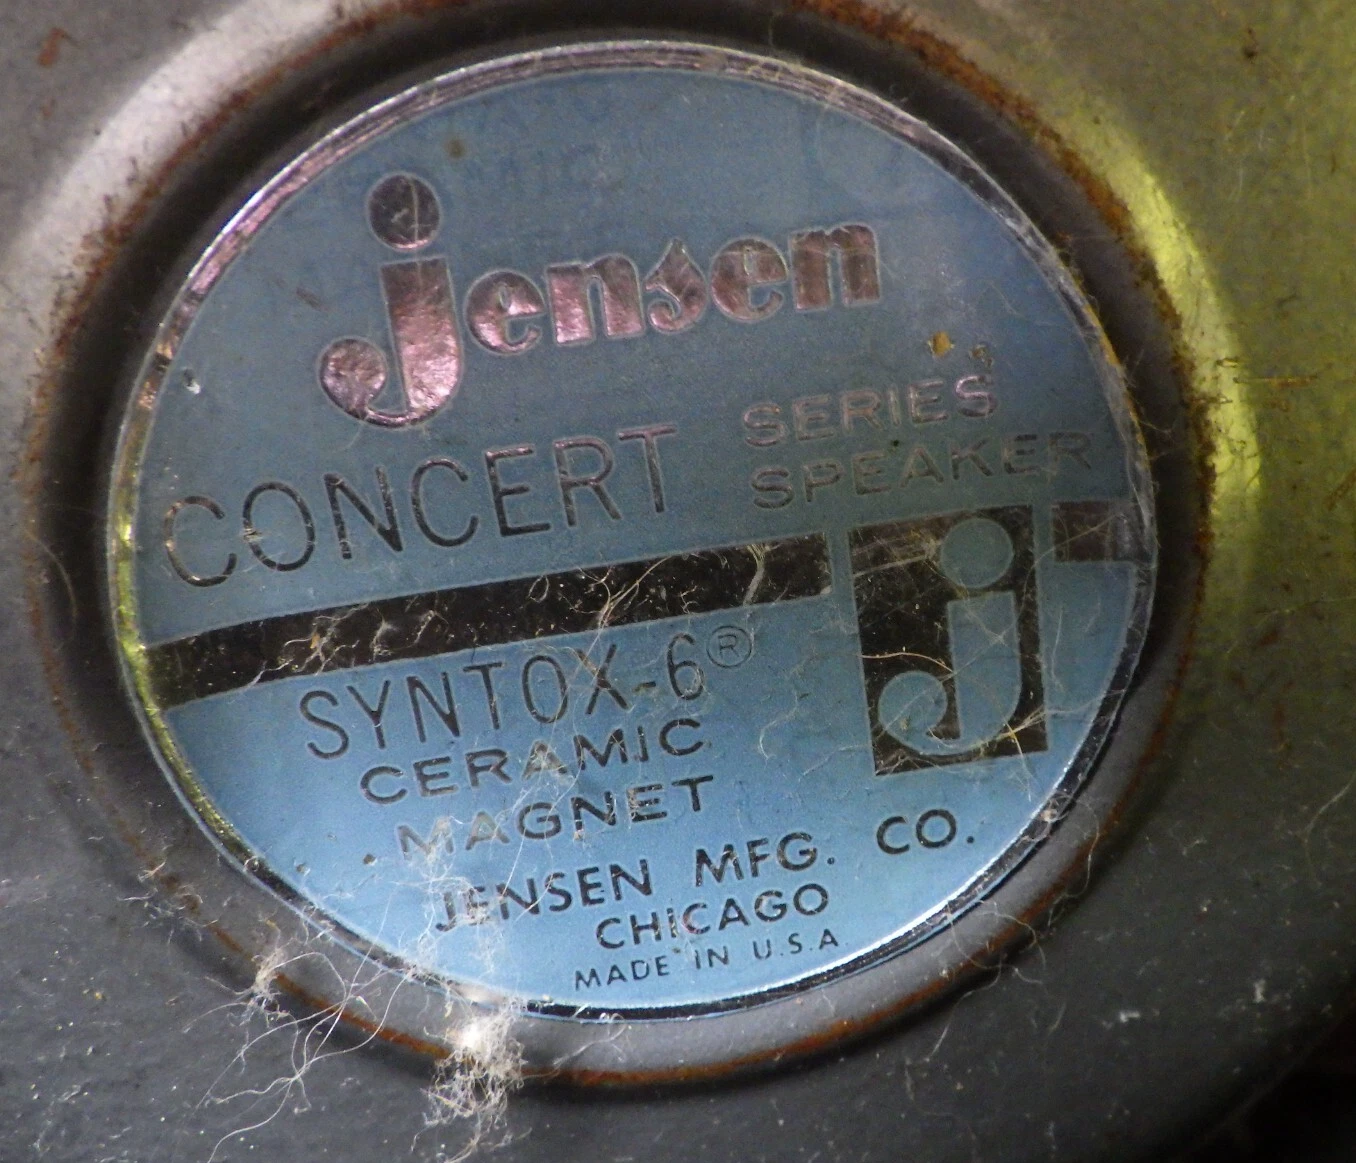 jensen
CONCERT SERIES SPEAKER
j
SYNTOX-6®
CERAMIC
MAGNET
JENSEN MFG. CO.
CHICAGO
MADE IN U.S.A